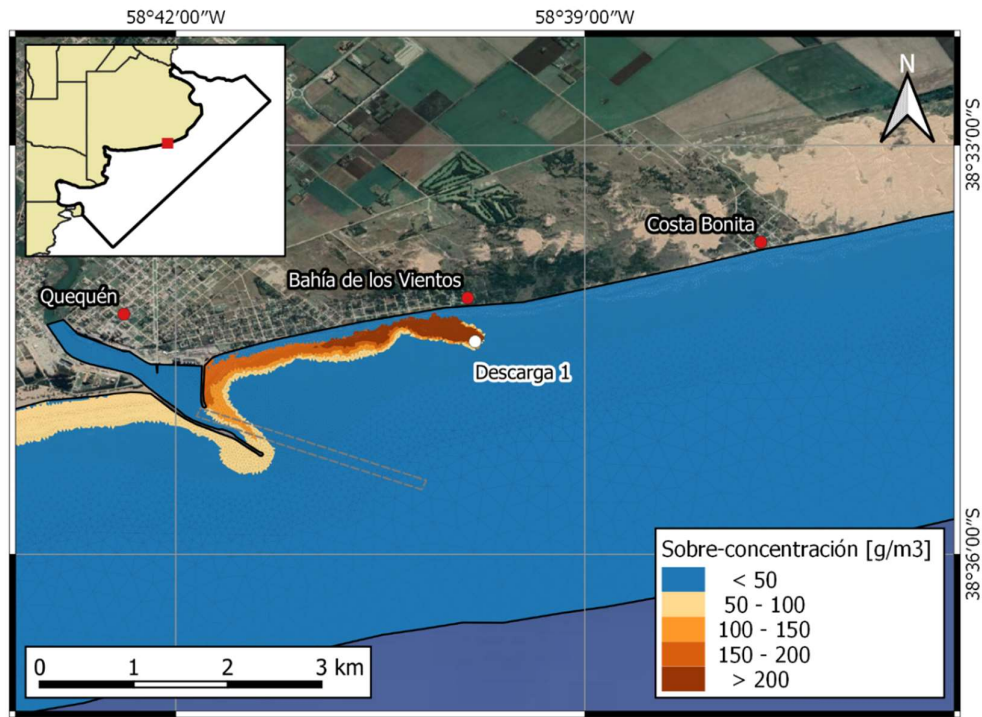 58°42'00"W
58°39'00"W
N
38°33'00"S
Costa Bonita
Bahía de los Vientos
Quequén
Descarga 1
38°36'00"S
Sobre-concentración [g/m3]
< 50
50 - 100
100 - 150
150 - 200
> 200
0 1 2 3 km